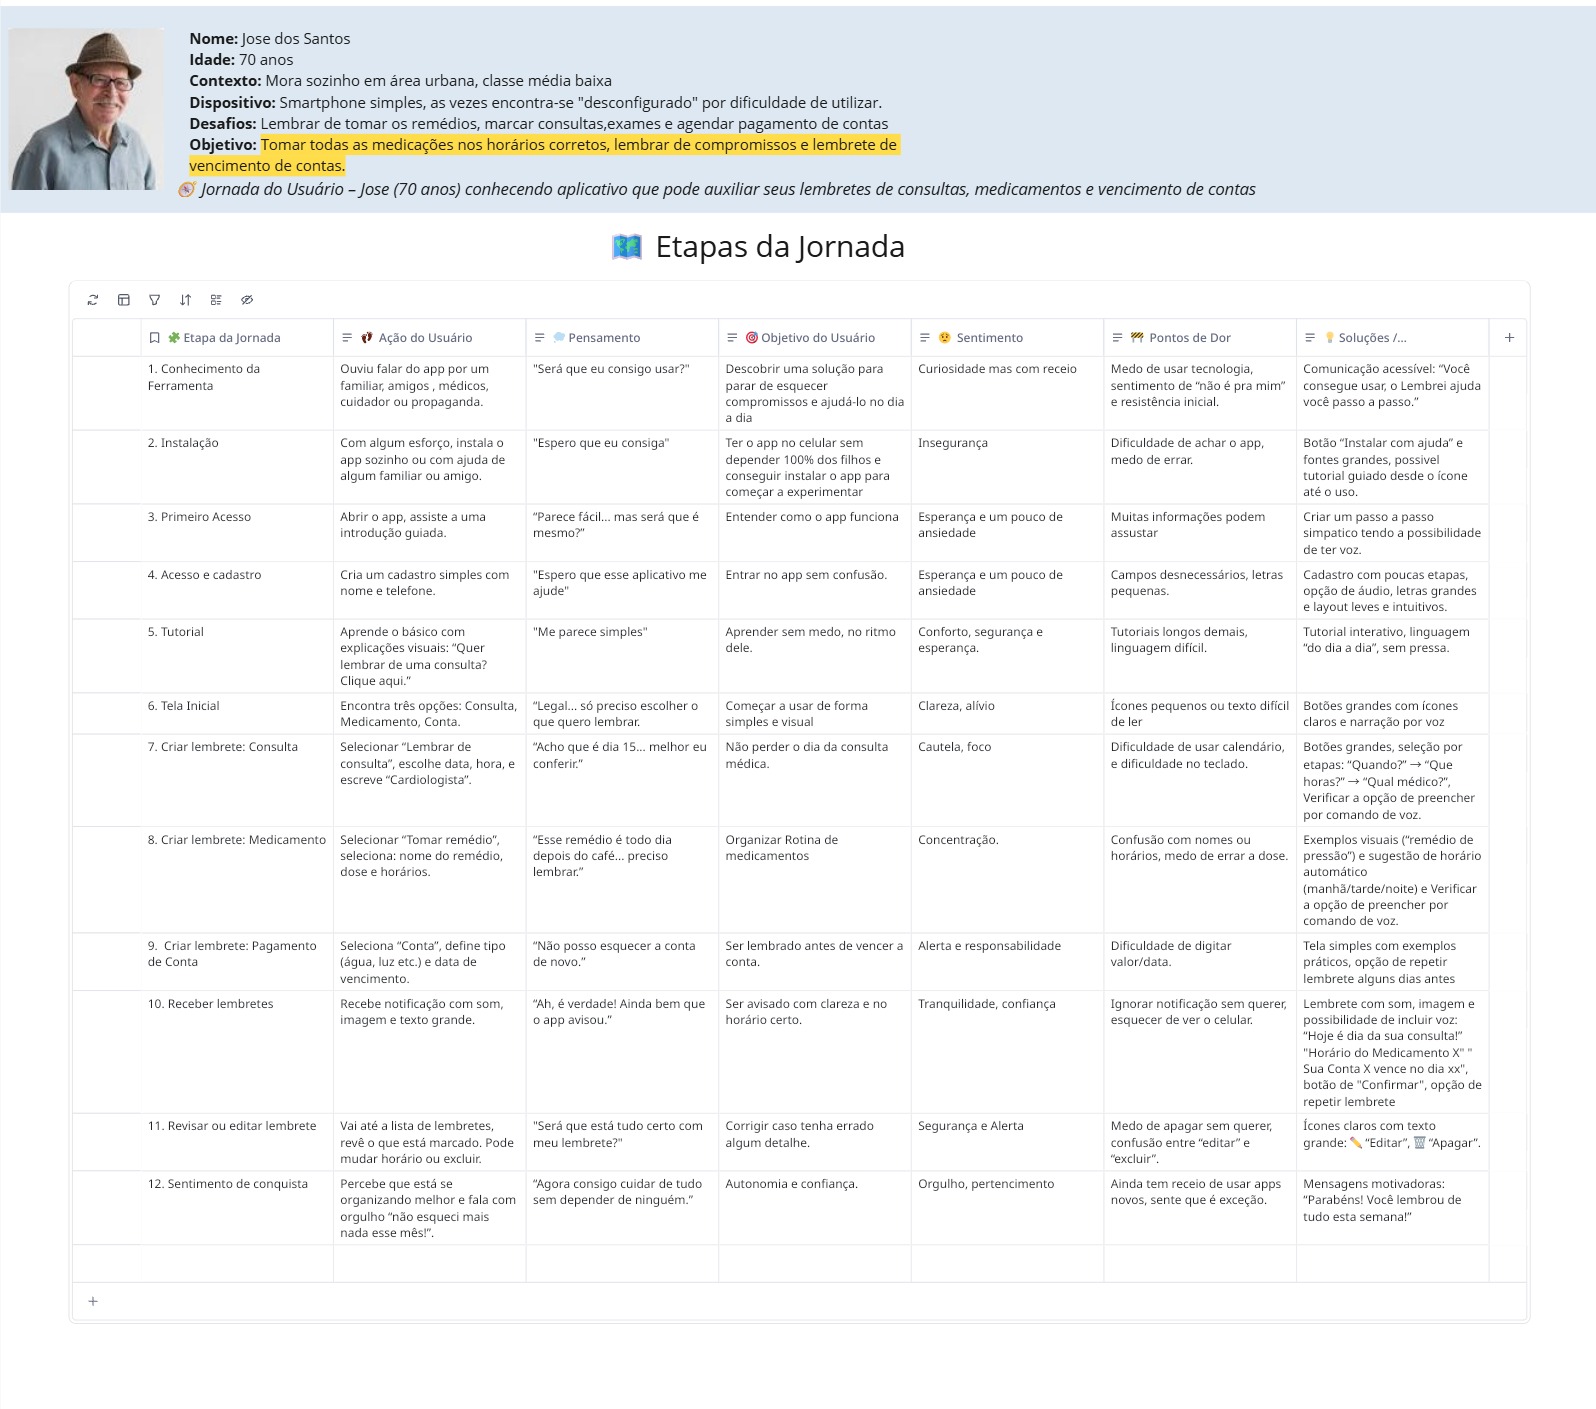 Nome: Jose dos Santos
Idade: 70 anos
Contexto: Mora sozinho em área urbana, classe média baixa
Dispositivo: Smartphone simples, as vezes encontra-se "desconfigurado" por dificuldade de utilizar.
Desafios: Lembrar de tomar os remédios, marcar consultas,exames e agendar pagamento de contas
Objetivo: Tomar todas as medicações nos horários corretos, lembrar de compromissos e lembrete de
vencimento de contas.
Jornada do Usuário – Jose (70 anos) conhecendo aplicativo que pode auxiliar seus lembretes de consultas, medicamentos e vencimento de contas
Etapas da Jornada
Etapa da Jornada
Ação do Usuário
Pensamento
Objetivo do Usuário
Sentimento
Pontos de Dor
Soluções /...
1. Conhecimento da
Ferramenta
Ouviu falar do app por um
familiar, amigos , médicos,
cuidador ou propaganda.
"Será que eu consigo usar?"
Descobrir uma solução para
parar de esquecer
compromissos e ajudá-lo no dia
a dia
Curiosidade mas com receio
Medo de usar tecnologia,
sentimento de “não é pra mim”
e resistência inicial.
Comunicação acessível: “Você
consegue usar, o Lembrei ajuda
você passo a passo.”
2. Instalação
Com algum esforço, instala o
app sozinho ou com ajuda de
algum familiar ou amigo.
"Espero que eu consiga"
Ter o app no celular sem
depender 100% dos filhos e
conseguir instalar o app para
começar a experimentar
Insegurança
Dificuldade de achar o app,
medo de errar.
Botão “Instalar com ajuda” e
fontes grandes, possivel
tutorial guiado desde o ícone
até o uso.
3. Primeiro Acesso
Abrir o app, assiste a uma
introdução guiada.
“Parece fácil... mas será que é
mesmo?”
Entender como o app funciona
Esperança e um pouco de
ansiedade
Muitas informações podem
assustar
Criar um passo a passo
simpatico tendo a possibilidade
de ter voz.
4. Acesso e cadastro
Cria um cadastro simples com
nome e telefone.
"Espero que esse aplicativo me
ajude"
Entrar no app sem confusão.
Esperança e um pouco de
ansiedade
Campos desnecessários, letras
pequenas.
Cadastro com poucas etapas,
opção de áudio, letras grandes
e layout leves e intuitivos.
5. Tutorial
Aprende o básico com
explicações visuais: “Quer
lembrar de uma consulta?
Clique aqui.”
"Me parece simples"
Aprender sem medo, no ritmo
dele.
Conforto, segurança e
esperança.
Tutoriais longos demais,
linguagem difícil.
Tutorial interativo, linguagem
“do dia a dia”, sem pressa.
6. Tela Inicial
Encontra três opções: Consulta,
Medicamento, Conta.
“Legal... só preciso escolher o
que quero lembrar.
Começar a usar de forma
simples e visual
Clareza, alívio
Ícones pequenos ou texto difícil
de ler
Botões grandes com ícones
claros e narração por voz
7. Criar lembrete: Consulta
Selecionar “Lembrar de
consulta”, escolhe data, hora, e
escreve “Cardiologista”.
“Acho que é dia 15... melhor eu
conferir.”
Não perder o dia da consulta
médica.
Cautela, foco
Dificuldade de usar calendário,
e dificuldade no teclado.
Botões grandes, seleção por
etapas: “Quando?” → “Que
horas?” → “Qual médico?”,
Verificar a opção de preencher
por comando de voz.
8. Criar lembrete: Medicamento
Selecionar “Tomar remédio”,
seleciona: nome do remédio,
dose e horários.
“Esse remédio é todo dia
depois do café... preciso
lembrar.”
Organizar Rotina de
medicamentos
Concentração.
Confusão com nomes ou
horários, medo de errar a dose.
Exemplos visuais (“remédio de
pressão”) e sugestão de horário
automático
(manhã/tarde/noite) e Verificar
a opção de preencher por
comando de voz.
9.  Criar lembrete: Pagamento
de Conta
Seleciona “Conta”, define tipo
(água, luz etc.) e data de
vencimento.
“Não posso esquecer a conta
de novo.”
Ser lembrado antes de vencer a
conta.
Alerta e responsabilidade
Dificuldade de digitar
valor/data.
Tela simples com exemplos
práticos, opção de repetir
lembrete alguns dias antes
10. Receber lembretes
Recebe notificação com som,
imagem e texto grande.
“Ah, é verdade! Ainda bem que
o app avisou.”
Ser avisado com clareza e no
horário certo.
Tranquilidade, confiança
Ignorar notificação sem querer,
esquecer de ver o celular.
Lembrete com som, imagem e
possibilidade de incluir voz:
“Hoje é dia da sua consulta!”
"Horário do Medicamento X" "
Sua Conta X vence no dia xx",
botão de "Confirmar", opção de
repetir lembrete
11. Revisar ou editar lembrete
Vai até a lista de lembretes,
revê o que está marcado. Pode
mudar horário ou excluir.
"Será que está tudo certo com
meu lembrete?"
Corrigir caso tenha errado
algum detalhe.
Segurança e Alerta
Medo de apagar sem querer,
confusão entre “editar” e
“excluir”.
Ícones claros com texto
grande: ✏️ “Editar”, 🗑️ “Apagar”.
12. Sentimento de conquista
Percebe que está se
organizando melhor e fala com
orgulho “não esqueci mais
nada esse mês!”.
“Agora consigo cuidar de tudo
sem depender de ninguém.”
Autonomia e confiança.
Orgulho, pertencimento
Ainda tem receio de usar apps
novos, sente que é exceção.
Mensagens motivadoras:
“Parabéns! Você lembrou de
tudo esta semana!”